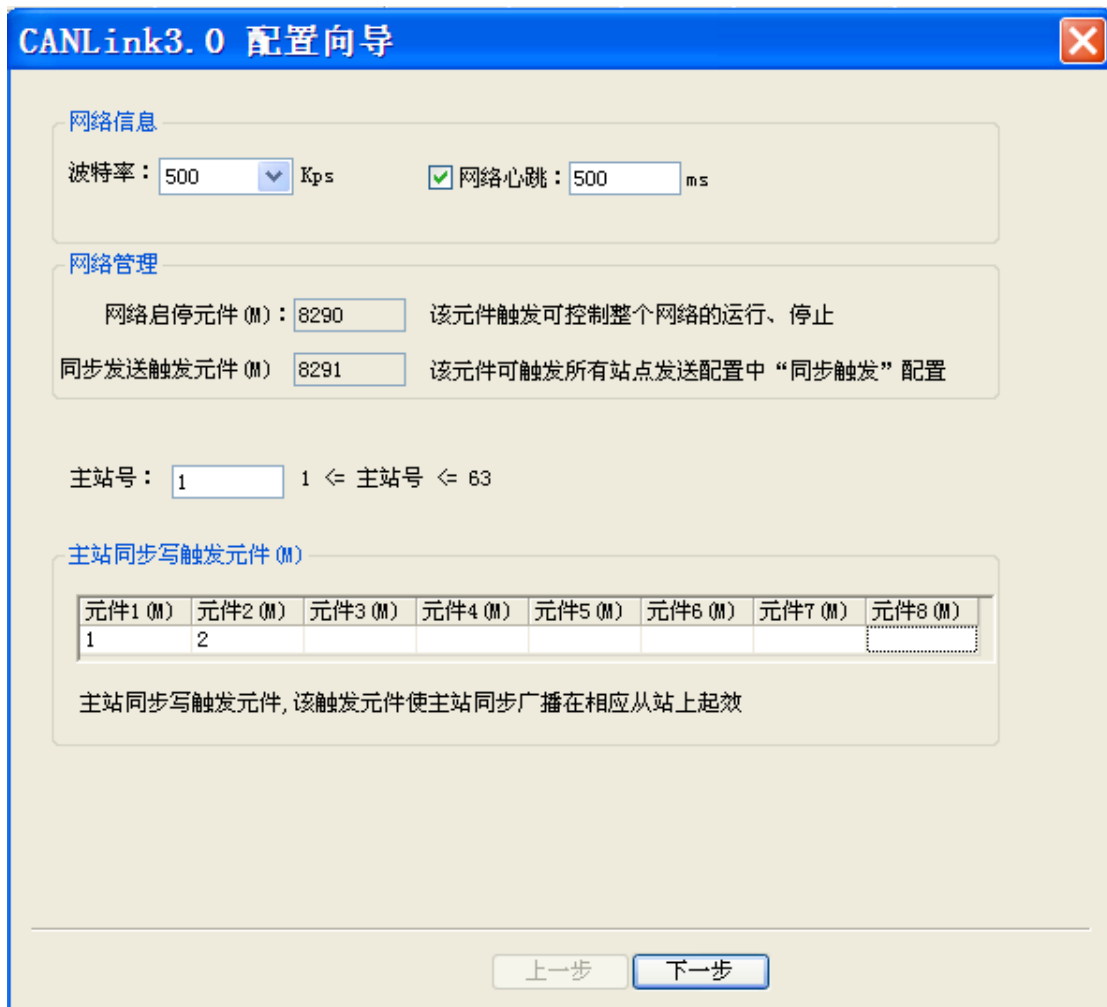 CANLink3.0 配置向导
网络信息
波特率：500 Kps 网络心跳：500 ms
网络管理
网络启停元件(M)：8290 该元件触发可控制整个网络的运行、停止
同步发送触发元件(M) 8291 该元件可触发所有站点发送配置中“同步触发”配置
主站号：1 1 <= 主站号 <= 63
主站同步写触发元件(M)
元件1(M) 元件2(M) 元件3(M) 元件4(M) 元件5(M) 元件6(M) 元件7(M) 元件8(M)
1 2
主站同步写触发元件,该触发元件使主站同步广播在相应从站上起效
上一步 下一步